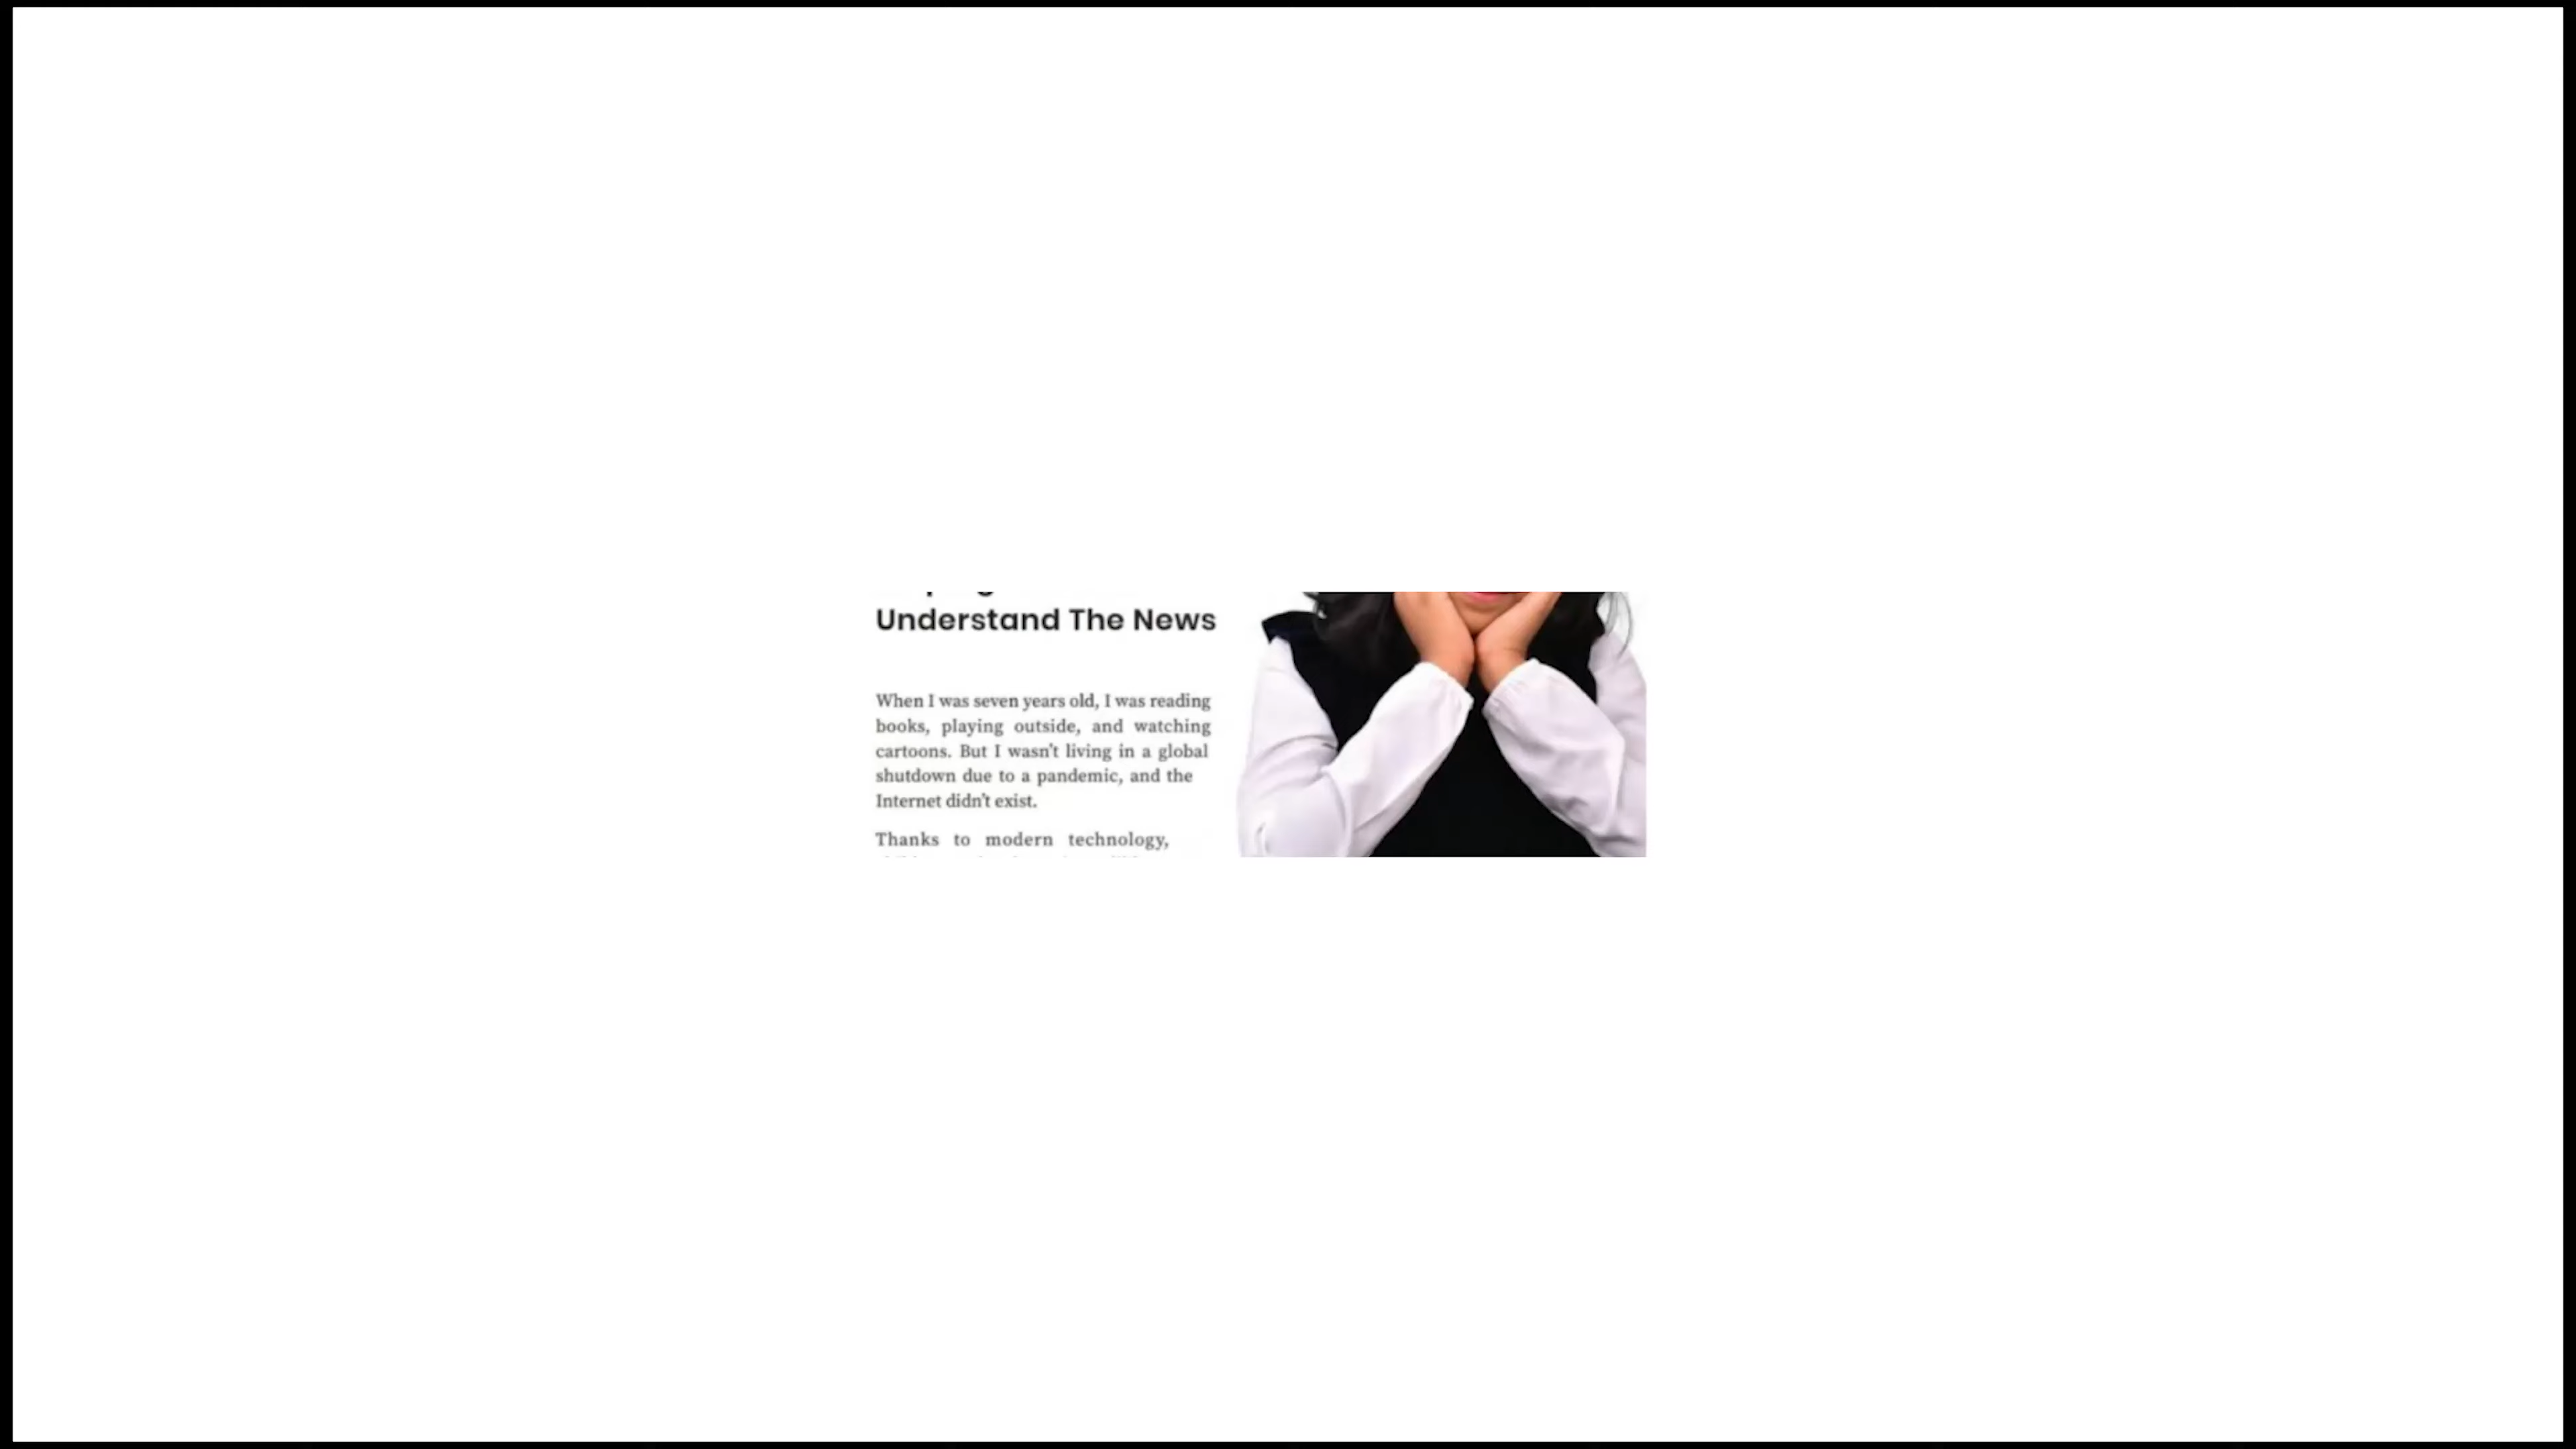 Understand The News
When I was seven years old, I was reading
books, playing outside, and watching
cartoons. But I wasn't living in a global
shutdown due to a pandemic, and the
Internet didn't exist.
Thanks to modern technology,